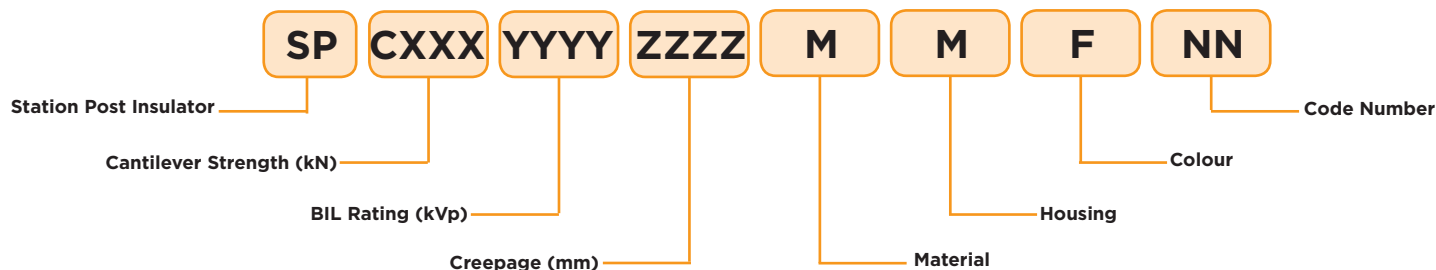 SP CXXX YYYY ZZZZ M M F NN
Station Post Insulator
Code Number
Cantilever Strength (kN)
Colour
BIL Rating (kVp)
Housing
Creepage (mm)
Material